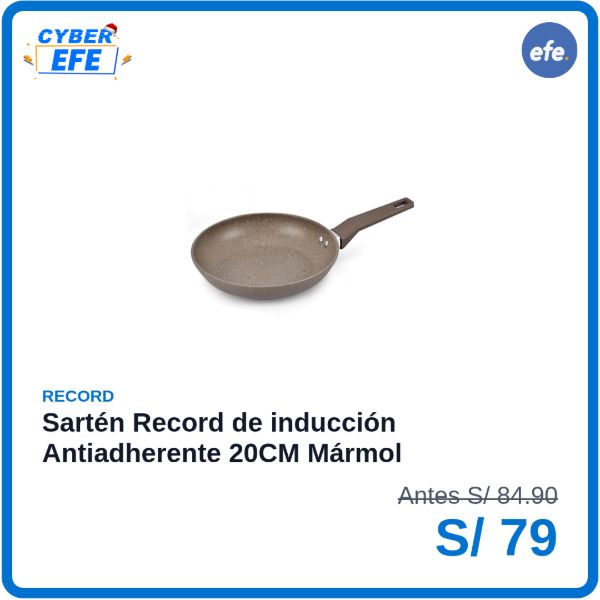 CYBER
EFE
efe.
RECORD
Sartén Record de inducción
Antiadherente 20CM Mármol
Antes S/ 84.90
S/ 79